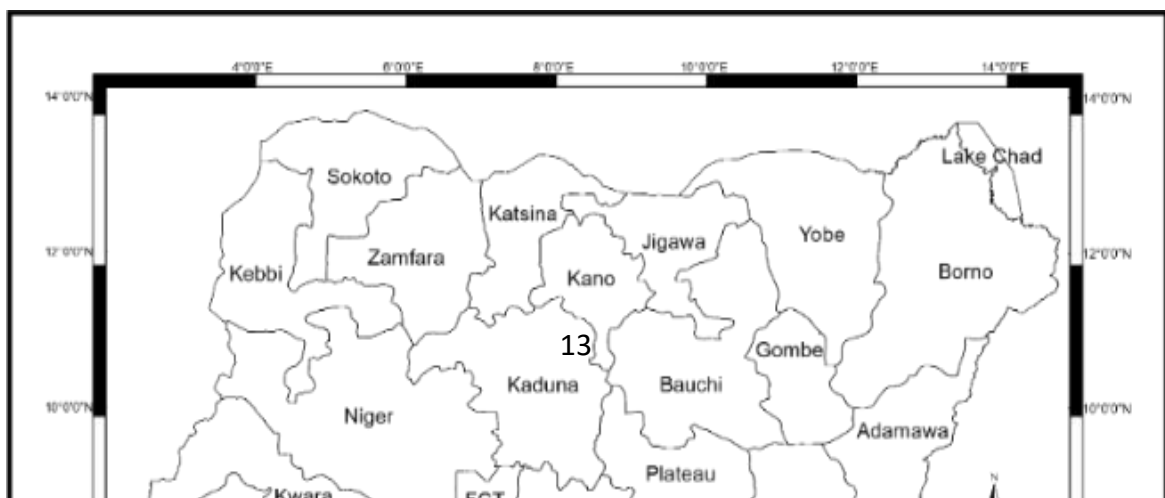 4°0'0"E 6°0'0"E 8°0'0"E 10°0'0"E 12°0'0"E 14°0'0"E
14°0'0"N 14°0'0"N
Lake Chad
Sokoto
Katsina
Yobe
Jigawa
12°0'0"N 12°0'0"N
Zamfara
Kebbi
Kano
Borno
13
Gombe
Kaduna
Bauchi
10°0'0"N 10°0'0"N
Niger
Adamawa
Plateau
N
Kwara
FCT